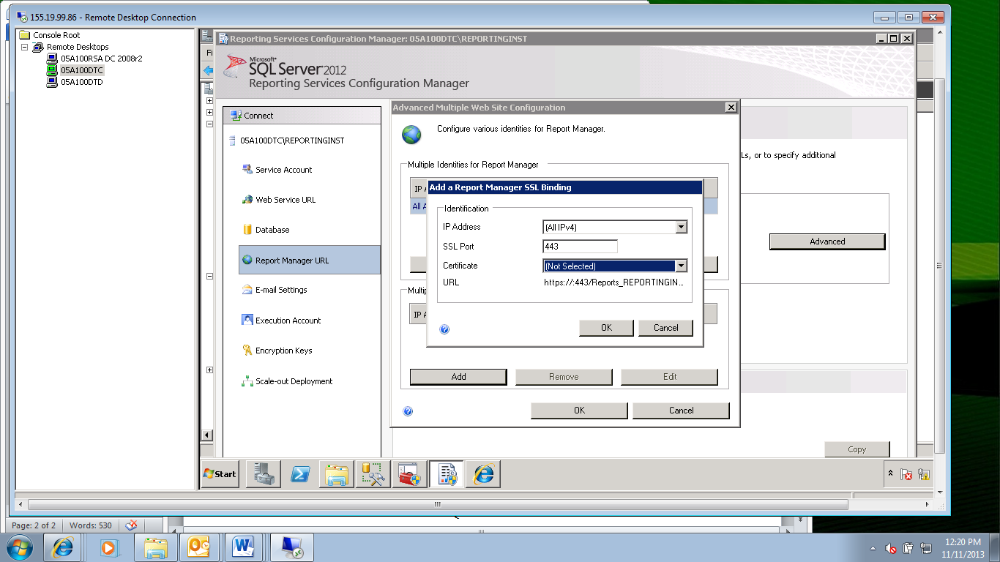 155.19.99.86 - Remote Desktop Connection
Console Root
Remote Desktops
05A100RSA DC 2008r2
05A100DTC
05A100DTD
Fi
Reporting Services Configuration Manager: 05A100DTC\REPORTINGINST
Microsoft®
SQL Server 2012
Reporting Services Configuration Manager
Connect
05A100DTC\REPORTINGINST
Service Account
Web Service URL
Database
Report Manager URL
E-mail Settings
Execution Account
Encryption Keys
Scale-out Deployment
Ls, or to specify additional
Advanced
Copy
Advanced Multiple Web Site Configuration
Configure various identities for Report Manager.
Multiple Identities for Report Manager
IP A
All A
Multip
IP A
Add a Report Manager SSL Binding
Identification
IP Address (All IPv4)
SSL Port 443
Certificate (Not Selected)
URL https://:443/Reports_REPORTINGIN...
OK Cancel
Add Remove Edit
OK Cancel
Start
Page: 2 of 2 Words: 530
12:20 PM
11/11/2013